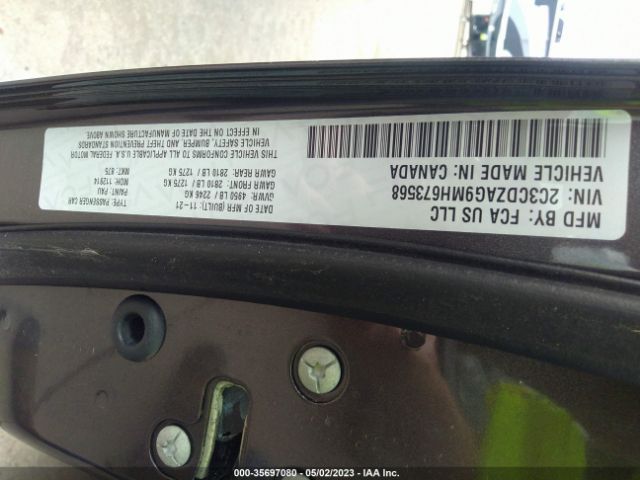 MFD BY: FCA US LLC
VIN: 2C3CDZAG9MH673568
VEHICLE MADE IN: CANADA
DATE OF MFR (BUILT): 11-21
GVWR: 4950 LB / 2246 KG
GAWR FRONT: 2810 LB / 1275 KG
GAWR REAR: 2810 LB / 1275 KG
TYPE: PASSENGER CAR
PAINT: PAU
MDH: 112914
MKT: 875
THIS VEHICLE CONFORMS TO ALL APPLICABLE U.S.A. FEDERAL MOTOR
VEHICLE SAFETY, BUMPER, AND THEFT PREVENTION STANDARDS
IN EFFECT ON THE DATE OF MANUFACTURE SHOWN ABOVE
000-35697080 - 05/02/2023 - IAA Inc.